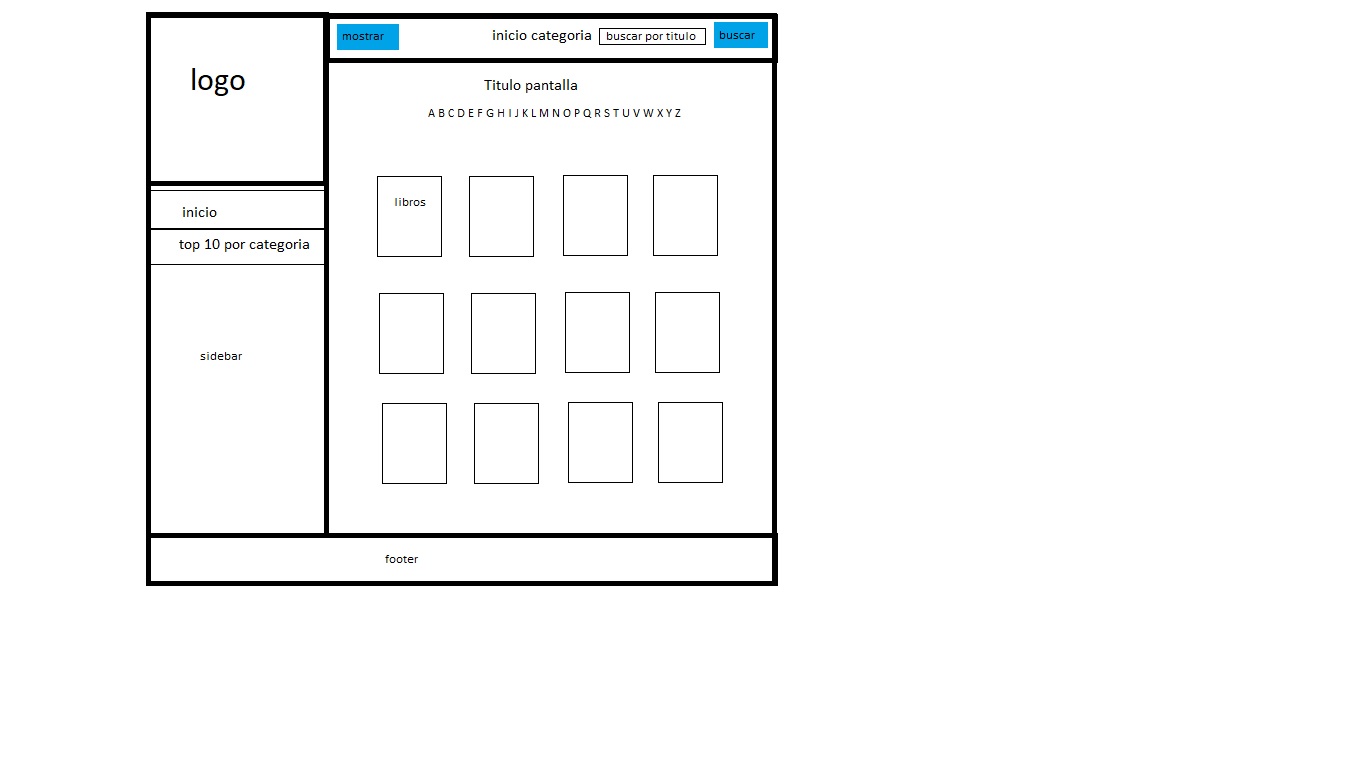 logo
mostrar
inicio categoria
buscar por titulo
buscar
Titulo pantalla
A B C D E F G H I J K L M N O P Q R S T U V W X Y Z
libros
inicio
top 10 por categoria
sidebar
footer